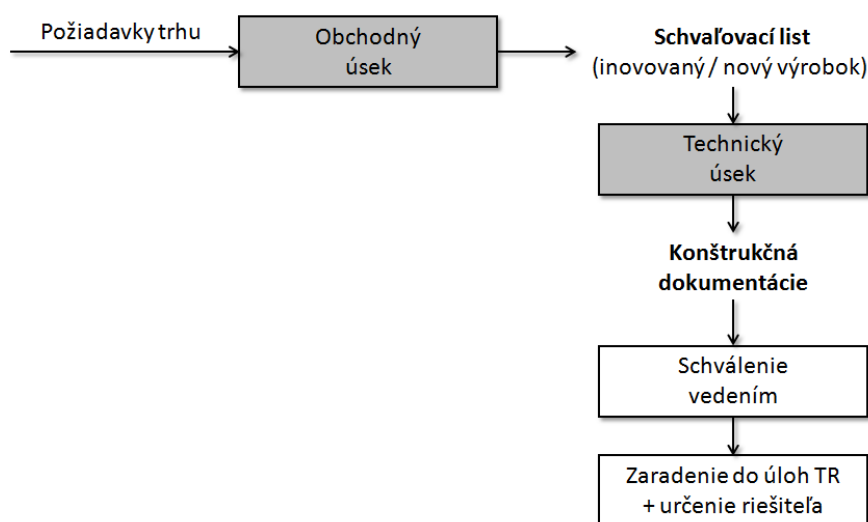 Požiadavky trhu
Obchodný
úsek
Schvaľovací list
(inovovaný / nový výrobok)
Technický
úsek
Konštrukčná
dokumentácie
Schválenie
vedením
Zaradenie do úloh TR
+ určenie riešiteľa